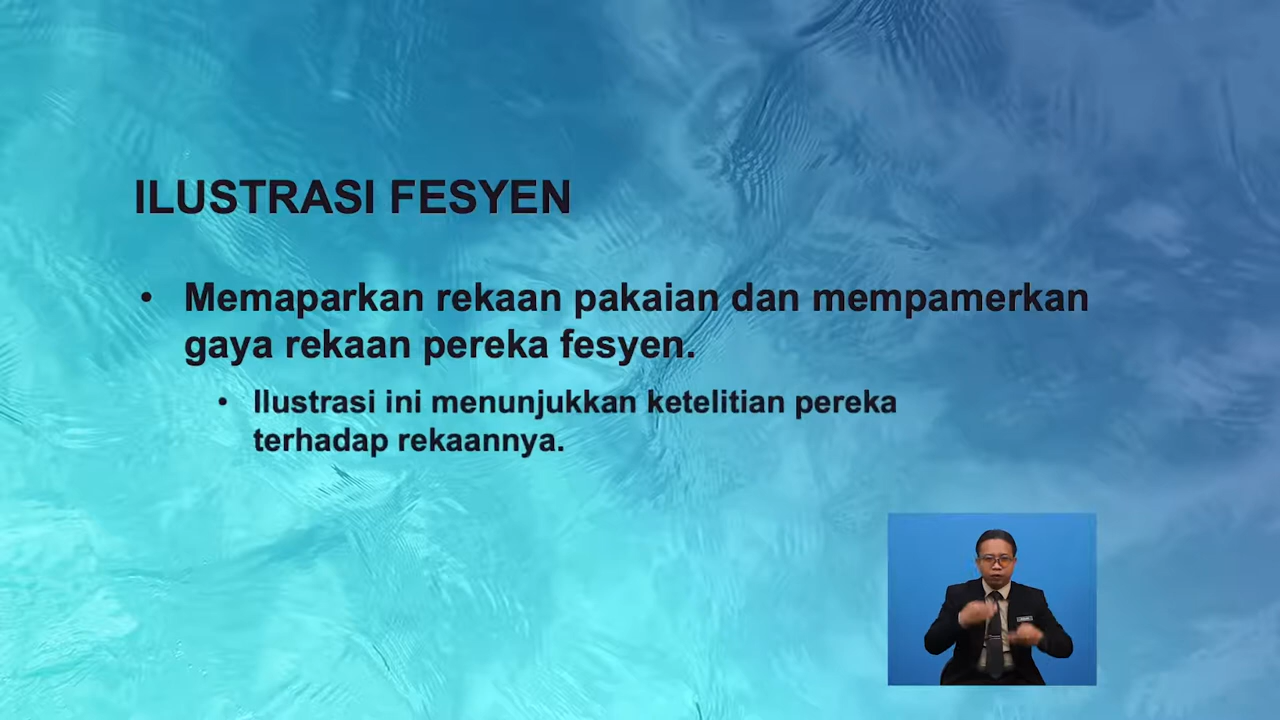 ILUSTRASI FESYEN
• Memaparkan rekaan pakaian dan mempamerkan
gaya rekaan pereka fesyen.
• Ilustrasi ini menunjukkan ketelitian pereka
terhadap rekaannya.